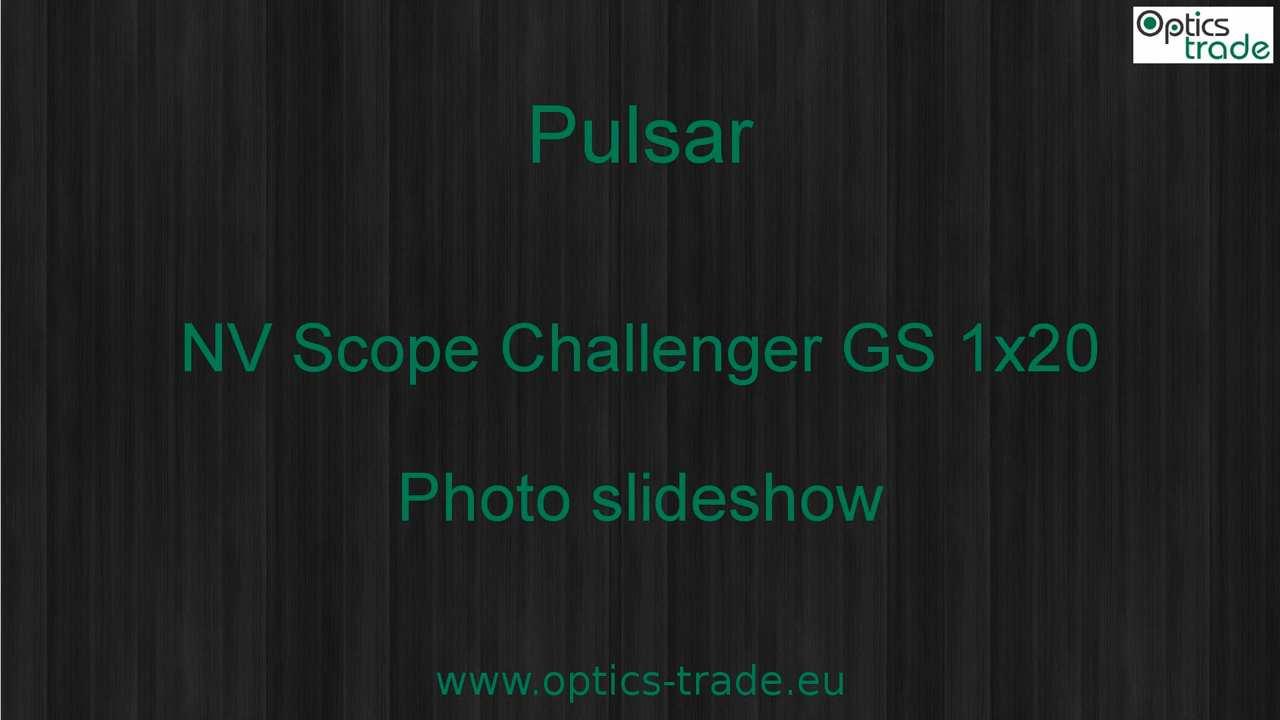 Optics
trade
Pulsar
NV Scope Challenger GS 1x20
Photo slideshow
www.optics-trade.eu